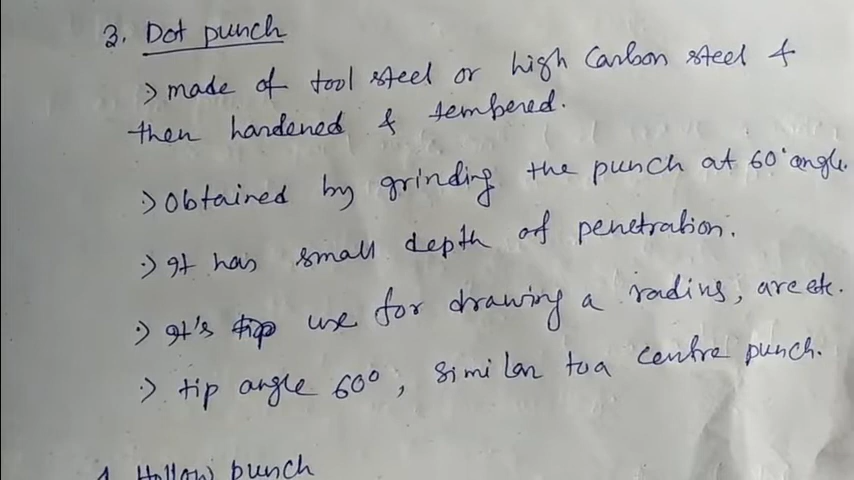 3. Dot punch
·> made of tool steel or high carbon steel &
then hardened & tembered.
·> Obtained by grinding the punch at 60° angle.
·> It has small depth of penetration.
·> It's use for drawing a radius, arc etc.
·> tip angle 60°, similar to a centre punch.
4. Hollow punch